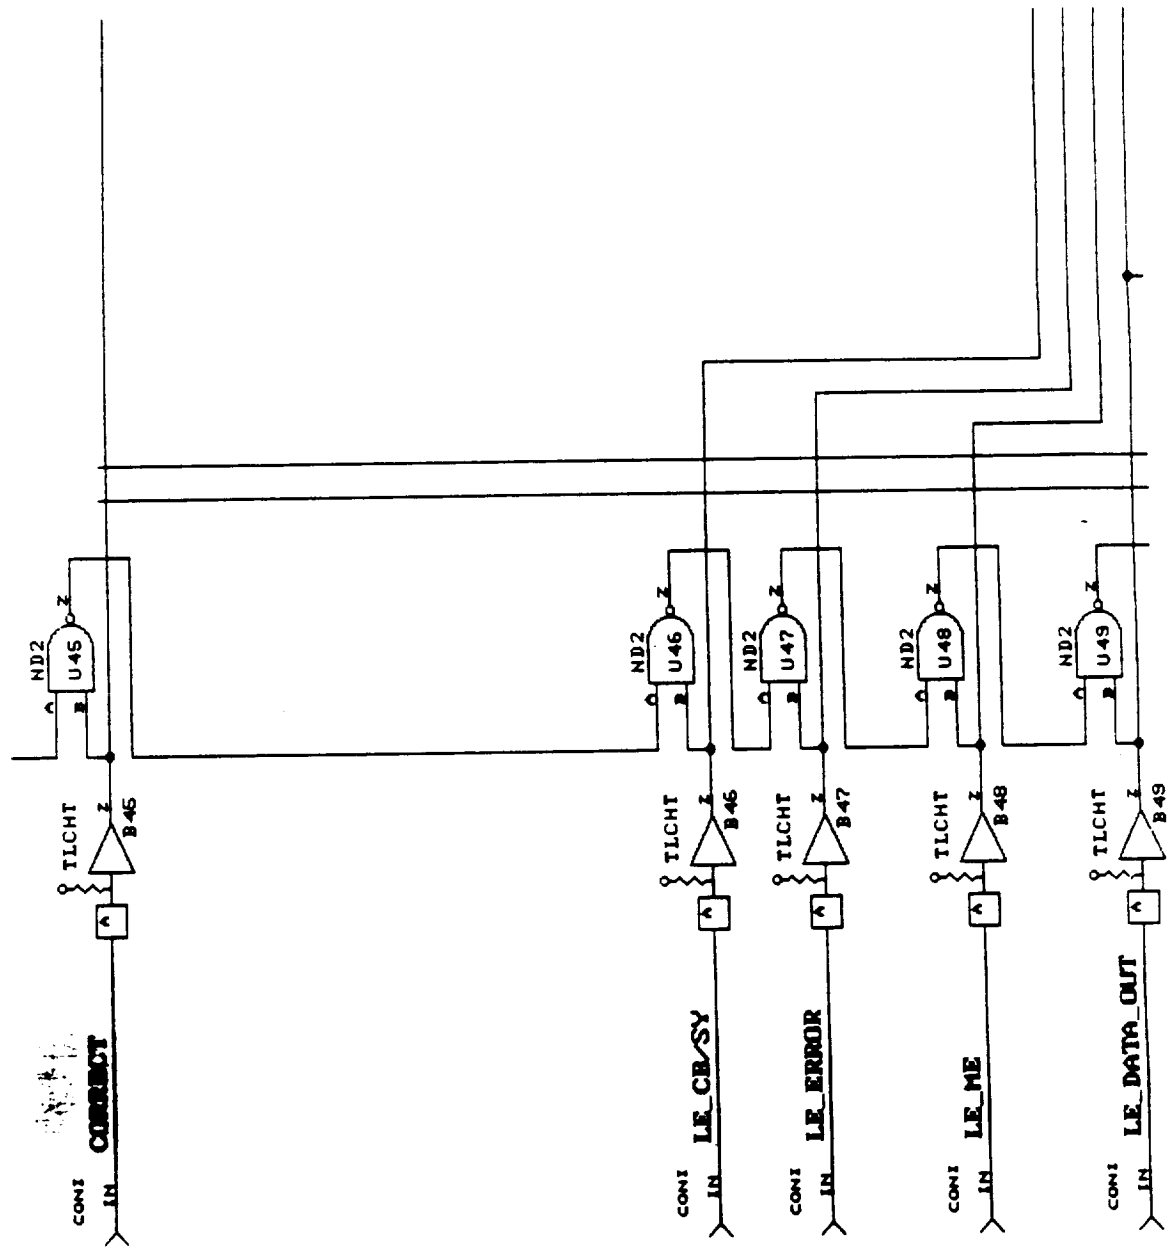 ND2
A
B
U45
Z
TLCHT
Z
B45
A
CORRECT
CONI
IN
ND2
A
B
U46
Z
TLCHT
Z
B46
A
LE_CB/SY
CONI
IN
ND2
A
B
U47
Z
TLCHT
Z
B47
A
LE_ERROR
CONI
IN
ND2
A
B
U48
Z
TLCHT
Z
B48
A
LE_ME
CONI
IN
ND2
A
B
U49
Z
TLCHT
Z
B49
A
LE_DATA_OUT
CONI
IN